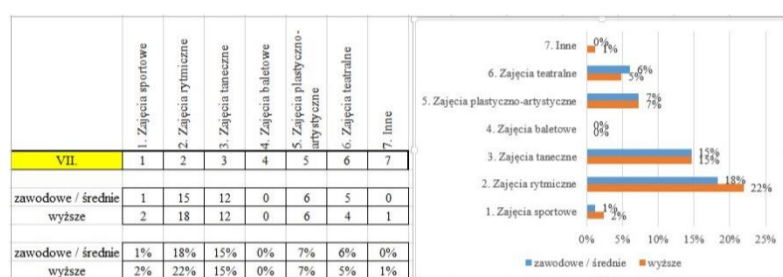 1. Zajęcia sportowe
2. Zajęcia rytmiczne
3. Zajęcia taneczne
4. Zajęcia baletowe
5. Zajęcia plastyczno-
artystyczne
6. Zajęcia teatralne
7. Inne
VII. 1 2 3 4 5 6 7
zawodowe / średnie 1 15 12 0 6 5 0
wyższe 2 18 12 0 6 4 1
zawodowe / średnie 1% 18% 15% 0% 7% 6% 0%
wyższe 2% 22% 15% 0% 7% 5% 1%
7. Inne 0%
1%
6. Zajęcia teatralne 6%
5%
5. Zajęcia plastyczno-artystyczne 7%
7%
4. Zajęcia baletowe 0%
0%
3. Zajęcia taneczne 15%
15%
2. Zajęcia rytmiczne 18%
22%
1. Zajęcia sportowe 1%
2%
0% 5% 10% 15% 20% 25%
zawodowe / średnie wyższe